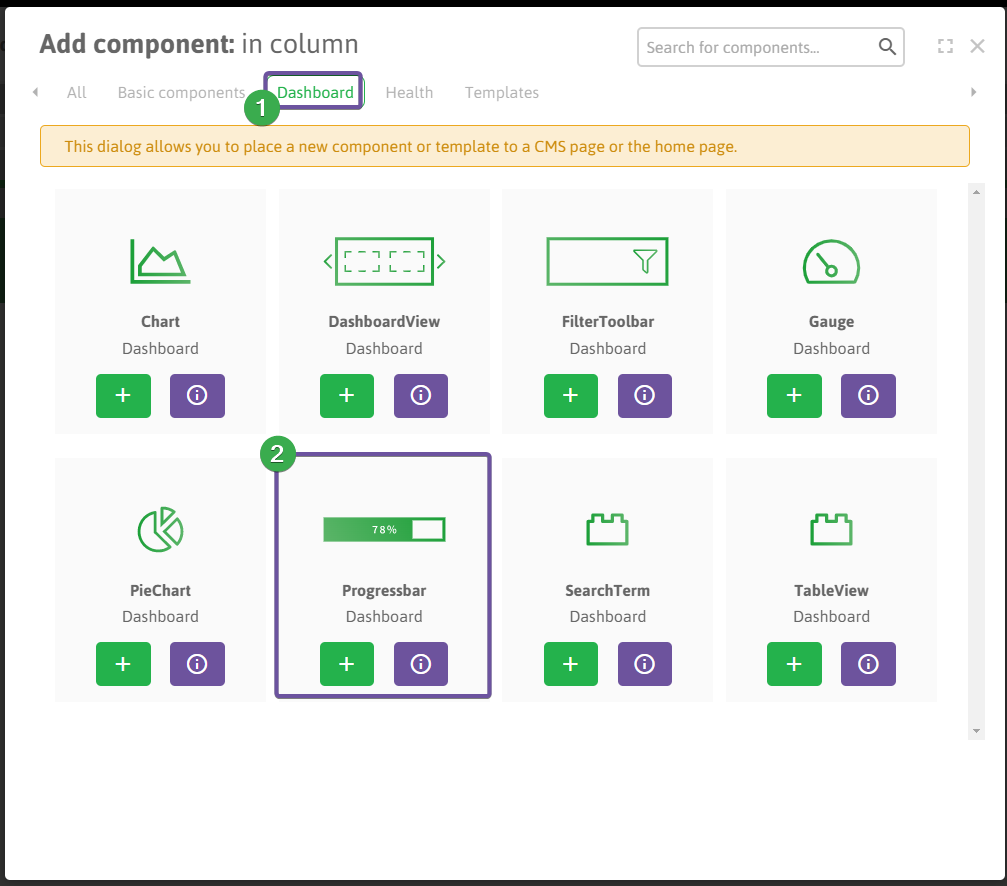 Add component: in column
Search for components...
All Basic components Dashboard Health Templates
1
This dialog allows you to place a new component or template to a CMS page or the home page.
Chart DashboardView FilterToolbar Gauge
Dashboard Dashboard Dashboard Dashboard
+ + + +
2
78%
PieChart Progressbar SearchTerm TableView
Dashboard Dashboard Dashboard Dashboard
+ + + +